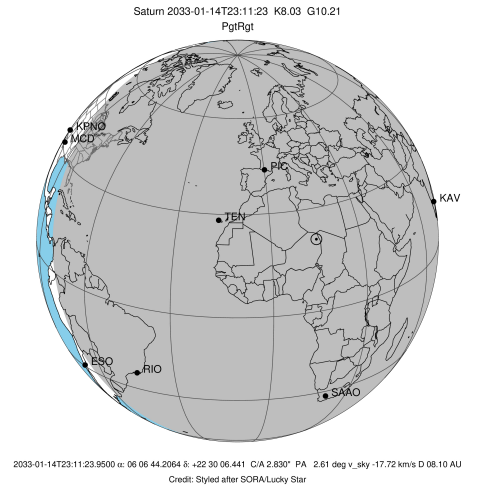 Saturn 2033-01-14T23:11:23 K8.03 G10.21
PgtRgt
KPNO
MCD
PIC
KAV
TEN
ESO
RIO
SAAO
2033-01-14T23:11:23.9500 α: 06 06 44.2064 δ: +22 30 06.441 C/A 2.830" PA 2.61 deg v_sky -17.72 km/s D 08.10 AU
Credit: Styled after SORA/Lucky Star